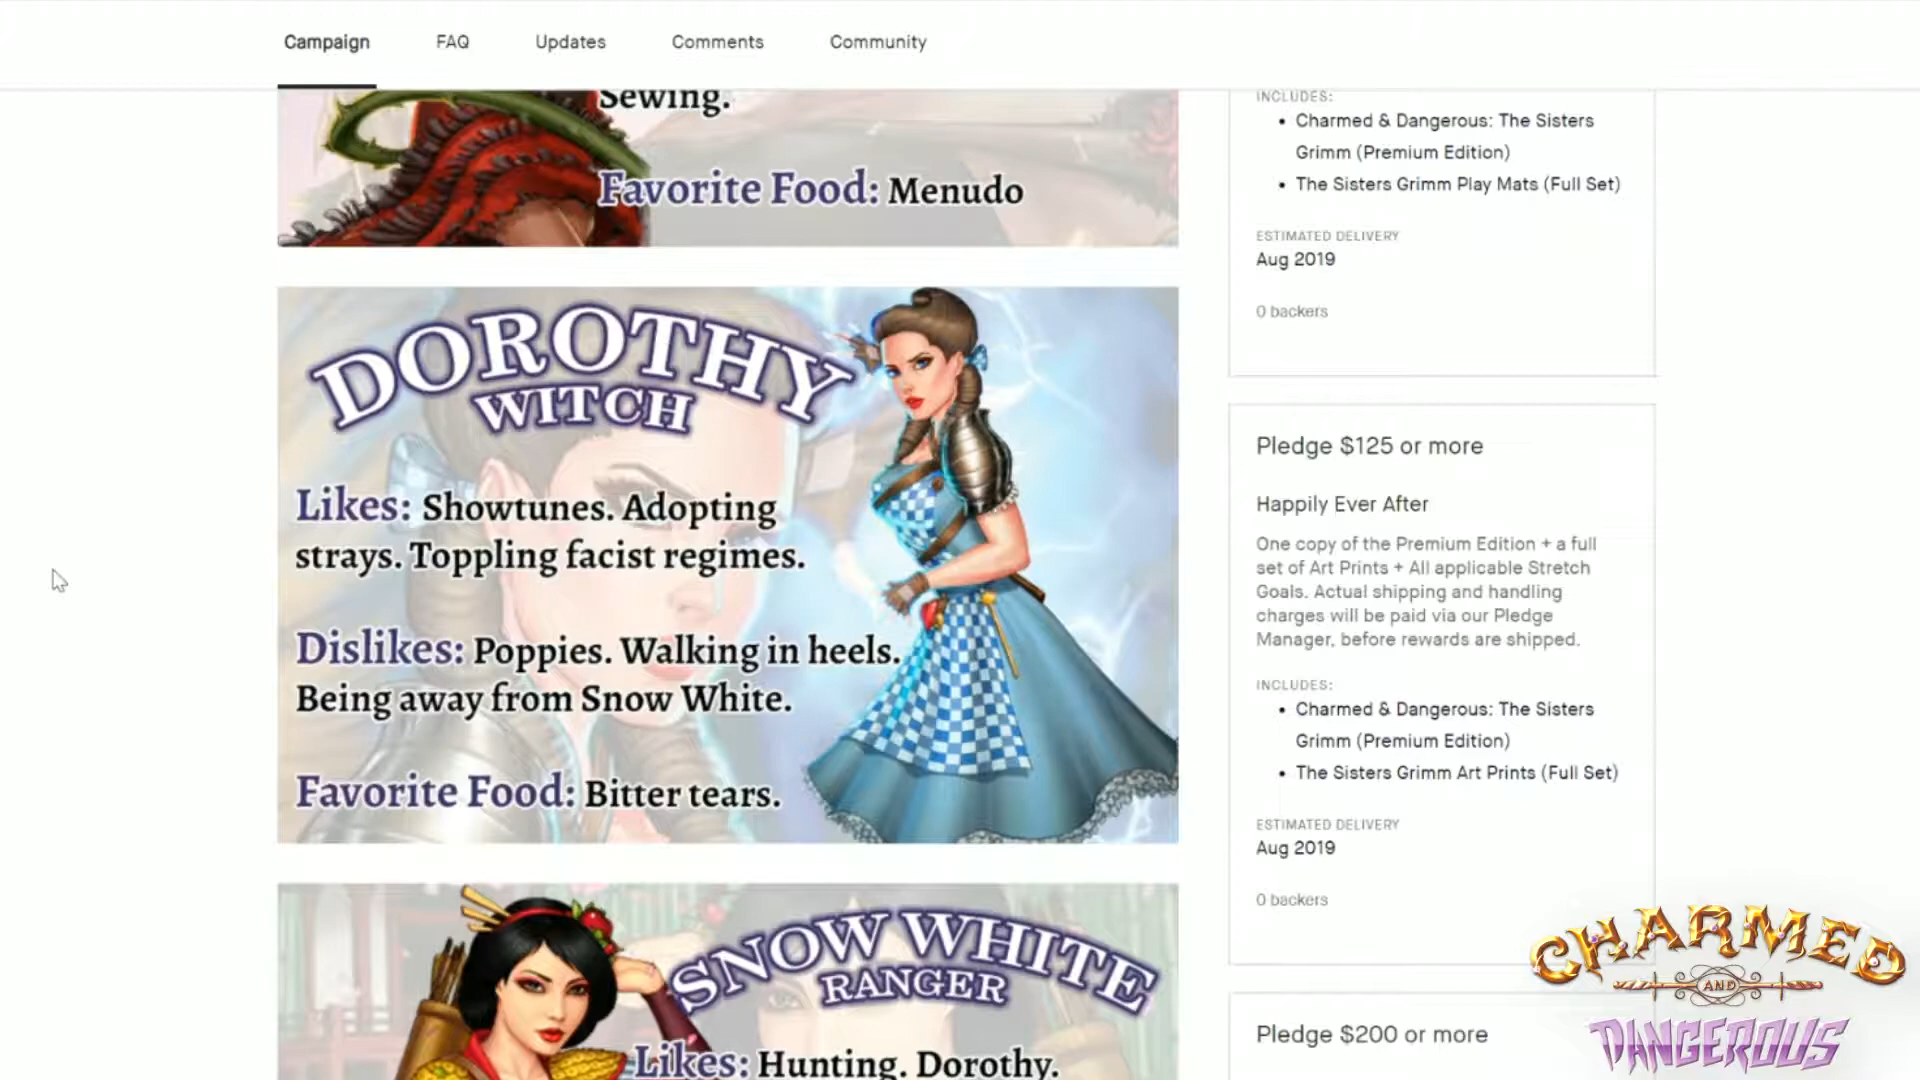 Campaign
FAQ
Updates
Comments
Community
Sewing.
Favorite Food: Menudo
DOROTHY
WITCH
Likes: Showtunes. Adopting
strays. Toppling facist regimes.
Dislikes: Poppies. Walking in heels.
Being away from Snow White.
Favorite Food: Bitter tears.
SNOW WHITE
RANGER
Likes: Hunting. Dorothy.
INCLUDES:
• Charmed & Dangerous: The Sisters
Grimm (Premium Edition)
• The Sisters Grimm Play Mats (Full Set)
ESTIMATED DELIVERY
Aug 2019
0 backers
Pledge $125 or more
Happily Ever After
One copy of the Premium Edition + a full
set of Art Prints + All applicable Stretch
Goals. Actual shipping and handling
charges will be paid via our Pledge
Manager, before rewards are shipped.
INCLUDES:
• Charmed & Dangerous: The Sisters
Grimm (Premium Edition)
• The Sisters Grimm Art Prints (Full Set)
ESTIMATED DELIVERY
Aug 2019
0 backers
Pledge $200 or more
CHARMED
AND
DANGEROUS